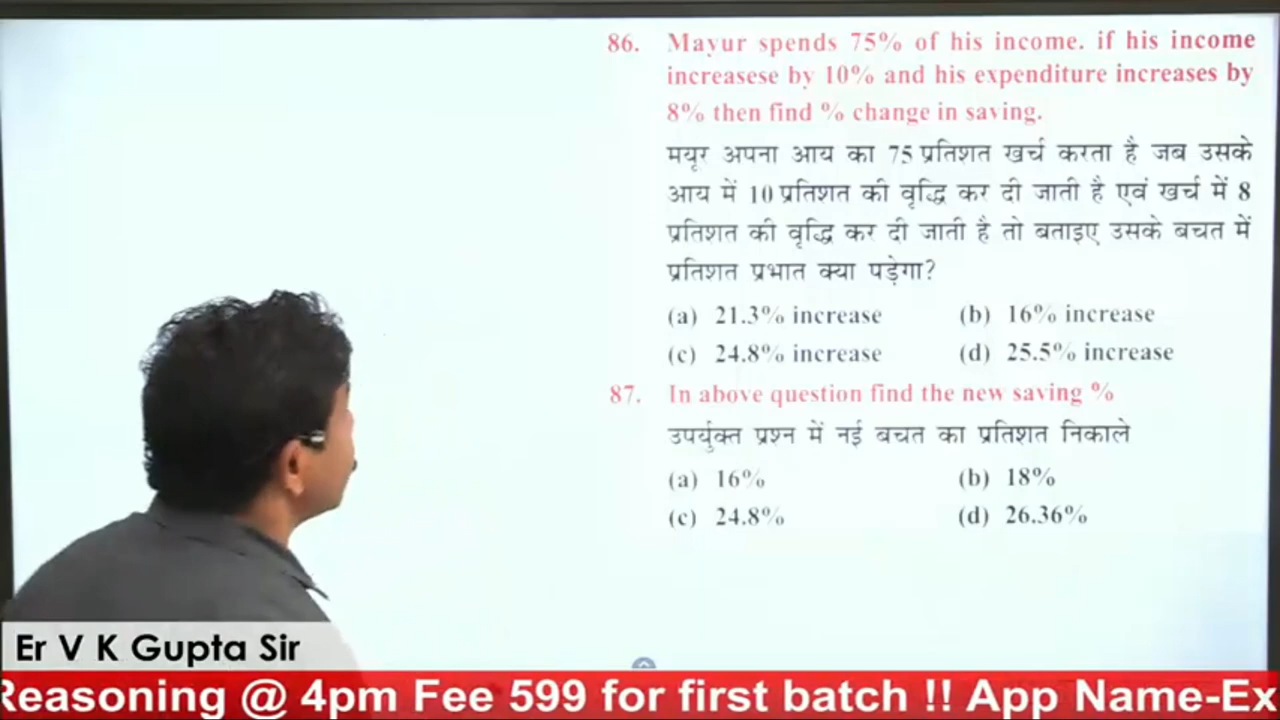 86. Mayur spends 75% of his income. if his income
increasese by 10% and his expenditure increases by
8% then find % change in saving.
मयूर अपना आय का 75 प्रतिशत खर्च करता है जब उसके
आय में 10 प्रतिशत की वृद्धि कर दी जाती है एवं खर्च में 8
प्रतिशत की वृद्धि कर दी जाती है तो बताइए उसके बचत में
प्रतिशत प्रभात क्या पड़ेगा?
(a) 21.3% increase (b) 16% increase
(c) 24.8% increase (d) 25.5% increase
87. In above question find the new saving %
उपर्युक्त प्रश्न में नई बचत का प्रतिशत निकाले
(a) 16% (b) 18%
(c) 24.8% (d) 26.36%
Er V K Gupta Sir
Reasoning @ 4pm Fee 599 for first batch !! App Name-Ex